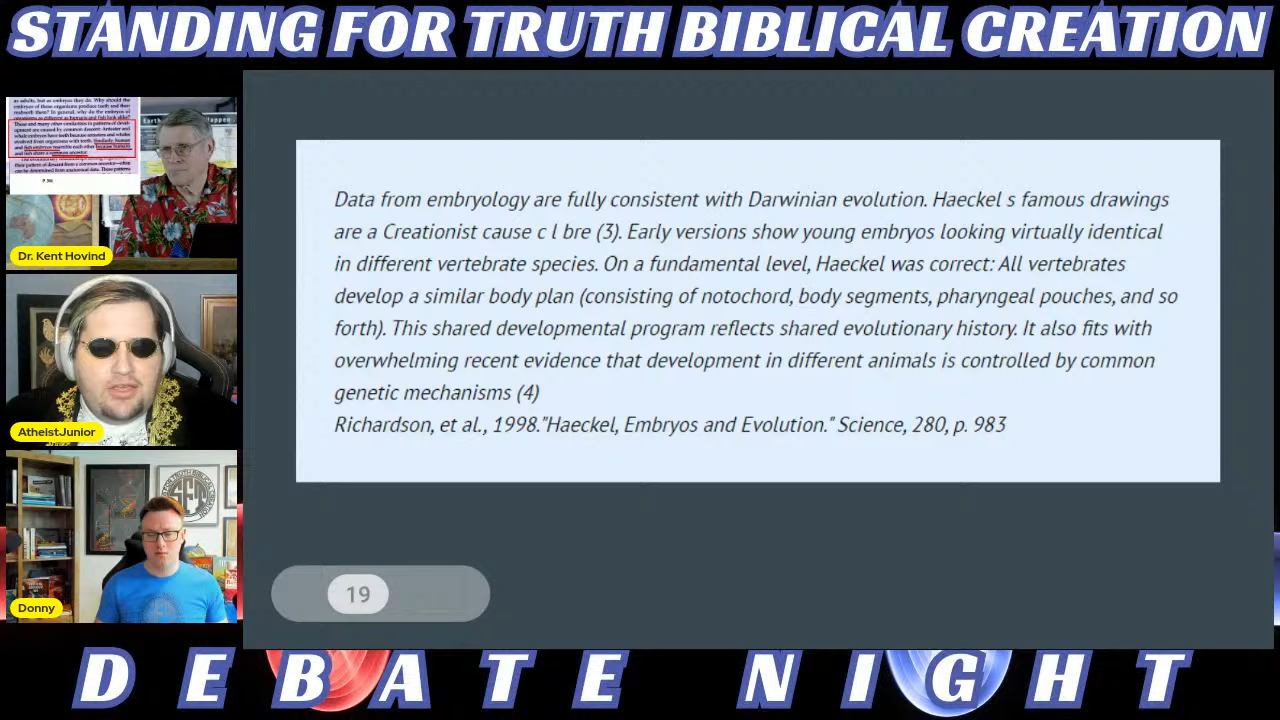 STANDING FOR TRUTH BIBLICAL CREATION
Dr. Kent Hovind
AtheistJunior
Donny
Data from embryology are fully consistent with Darwinian evolution. Haeckel s famous drawings
are a Creationist cause c l bre (3). Early versions show young embryos looking virtually identical
in different vertebrate species. On a fundamental level, Haeckel was correct: All vertebrates
develop a similar body plan (consisting of notochord, body segments, pharyngeal pouches, and so
forth). This shared developmental program reflects shared evolutionary history. It also fits with
overwhelming recent evidence that development in different animals is controlled by common
genetic mechanisms (4)
Richardson, et al., 1998."Haeckel, Embryos and Evolution." Science, 280, p. 983
19
DEBATE NIGHT